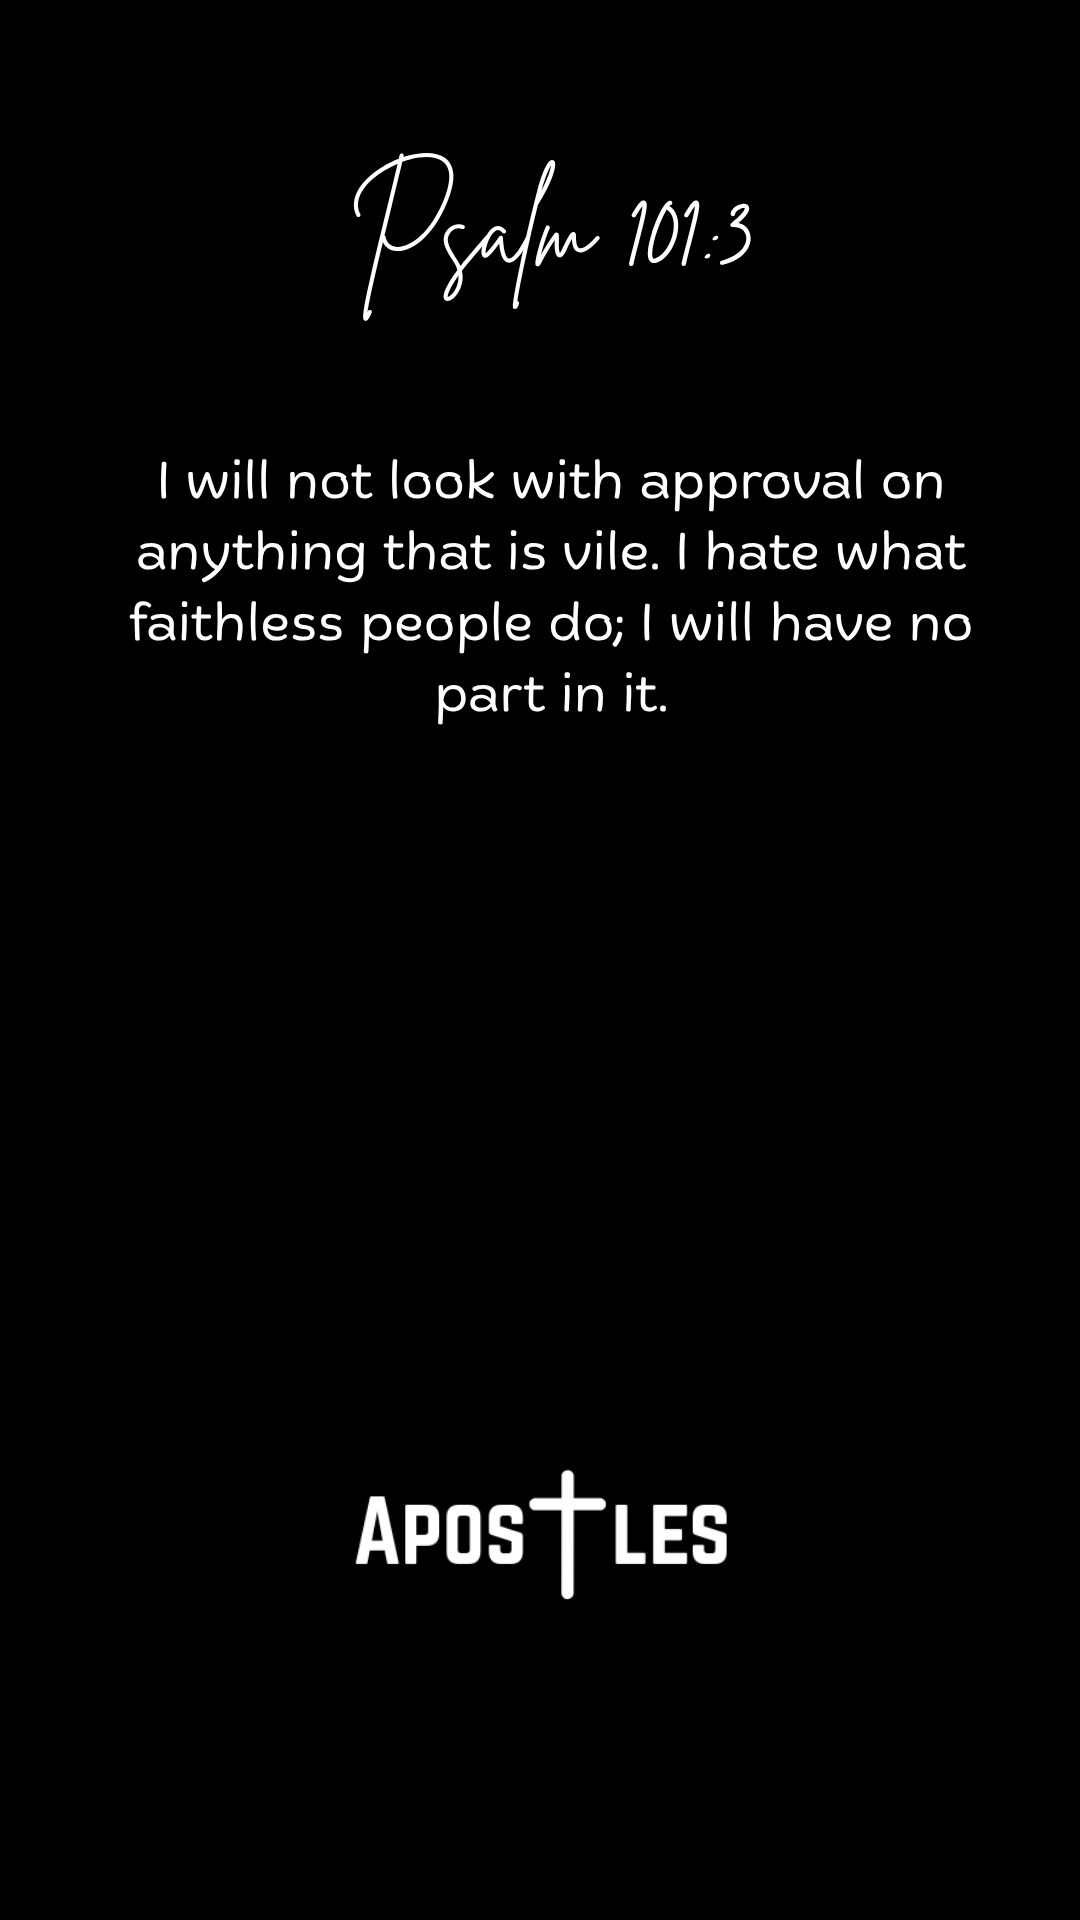 Psalm 101:3
I will not look with approval on
anything that is vile. I hate what
faithless people do; I will have no
part in it.
Apostles